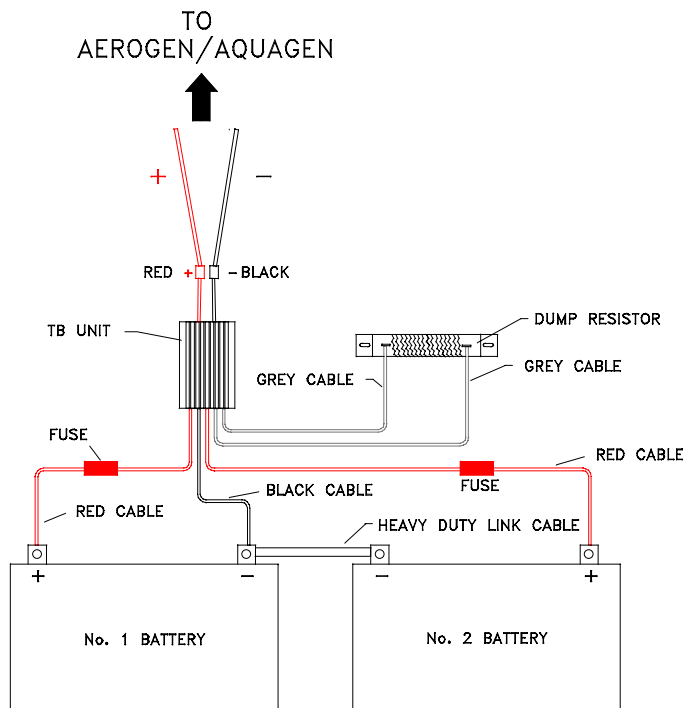 TO
AEROGEN/AQUAGEN
+
−
RED + - BLACK
TB UNIT
DUMP RESISTOR
GREY CABLE
GREY CABLE
FUSE
RED CABLE
FUSE
BLACK CABLE
RED CABLE
HEAVY DUTY LINK CABLE
+
−
−
+
No. 1 BATTERY
No. 2 BATTERY